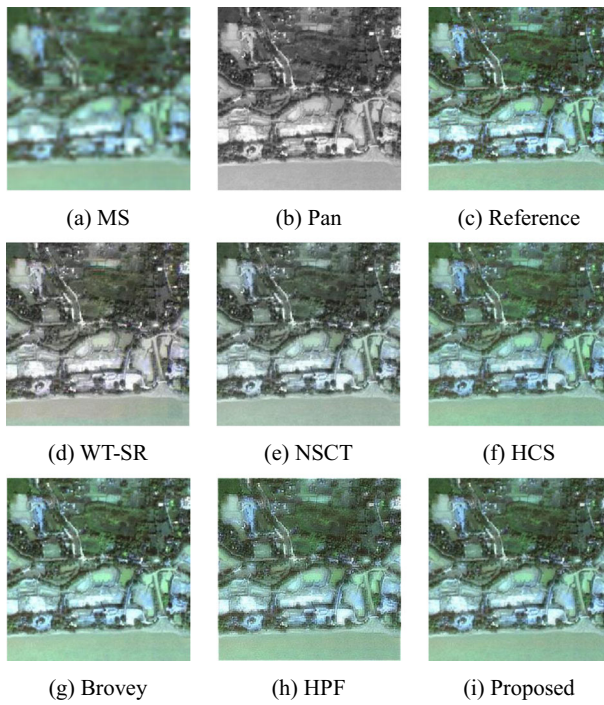 (a) MS
(b) Pan
(c) Reference
(d) WT-SR
(e) NSCT
(f) HCS
(g) Brovey
(h) HPF
(i) Proposed